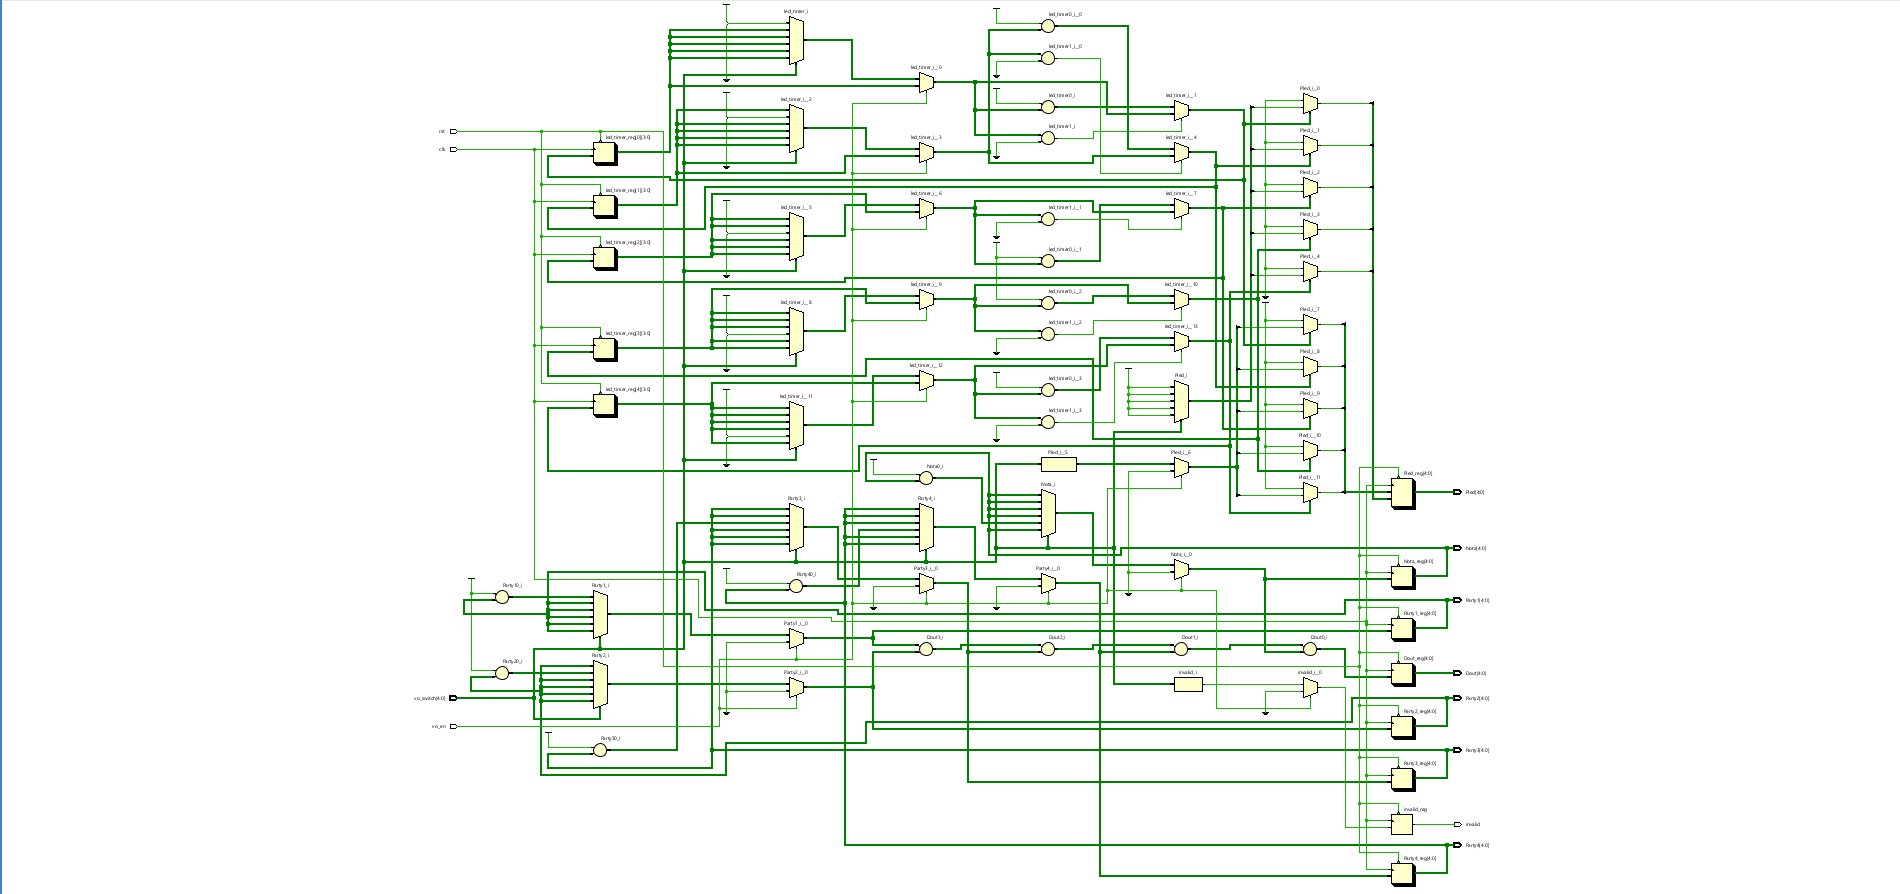 led_timer_i
led_timer0_i__0
led_timer1_i__0
led_timer_i__0
Pled_i__0
led_timer0_i
led_timer_i__1
led_timer_i__2
led_timer1_i
rst
Pled_i__1
led_timer_reg[0][3:0]
led_timer_i__3
led_timer_i__4
clk
Pled_i__2
led_timer_reg[1][3:0]
led_timer_i__6
led_timer_i__7
led_timer_i__5
led_timer1_i__1
Pled_i__3
led_timer_reg[2][3:0]
led_timer0_i__1
Pled_i__4
led_timer_i__9
led_timer_i__10
led_timer0_i__2
led_timer_i__8
Pled_i__7
led_timer1_i__2
led_timer_i__13
led_timer_reg[3][3:0]
Pled_i__8
led_timer_i__12
Pled_i
led_timer0_i__3
led_timer_reg[4][3:0]
led_timer_i__11
Pled_i__9
led_timer1_i__3
Pled_i__10
Pled_i__5
Pled_i__6
Nota0_i
Pled_reg[4:0]
Pled_i__11
Nota_i
Pled[4:0]
Party3_i
Party4_i
Nota[4:0]
Nota_i__0
Nota_reg[4:0]
Party3_i__0
Party4_i__0
Party40_i
Party10_i
Party1_i
Party1[4:0]
Party1_reg[4:0]
Party1_i__0
Dout3_i
Dout2_i
Dout1_i
Dout0_i
Party2_i
Dout_reg[4:0]
Party20_i
Party2_i__0
invalid_i
invalid_i__0
Dout[4:0]
vo_switch[4:0]
Party2[4:0]
Party2_reg[4:0]
vo_en
Party30_i
Party3[4:0]
Party3_reg[4:0]
invalid_reg
invalid
Party4[4:0]
Party4_reg[4:0]